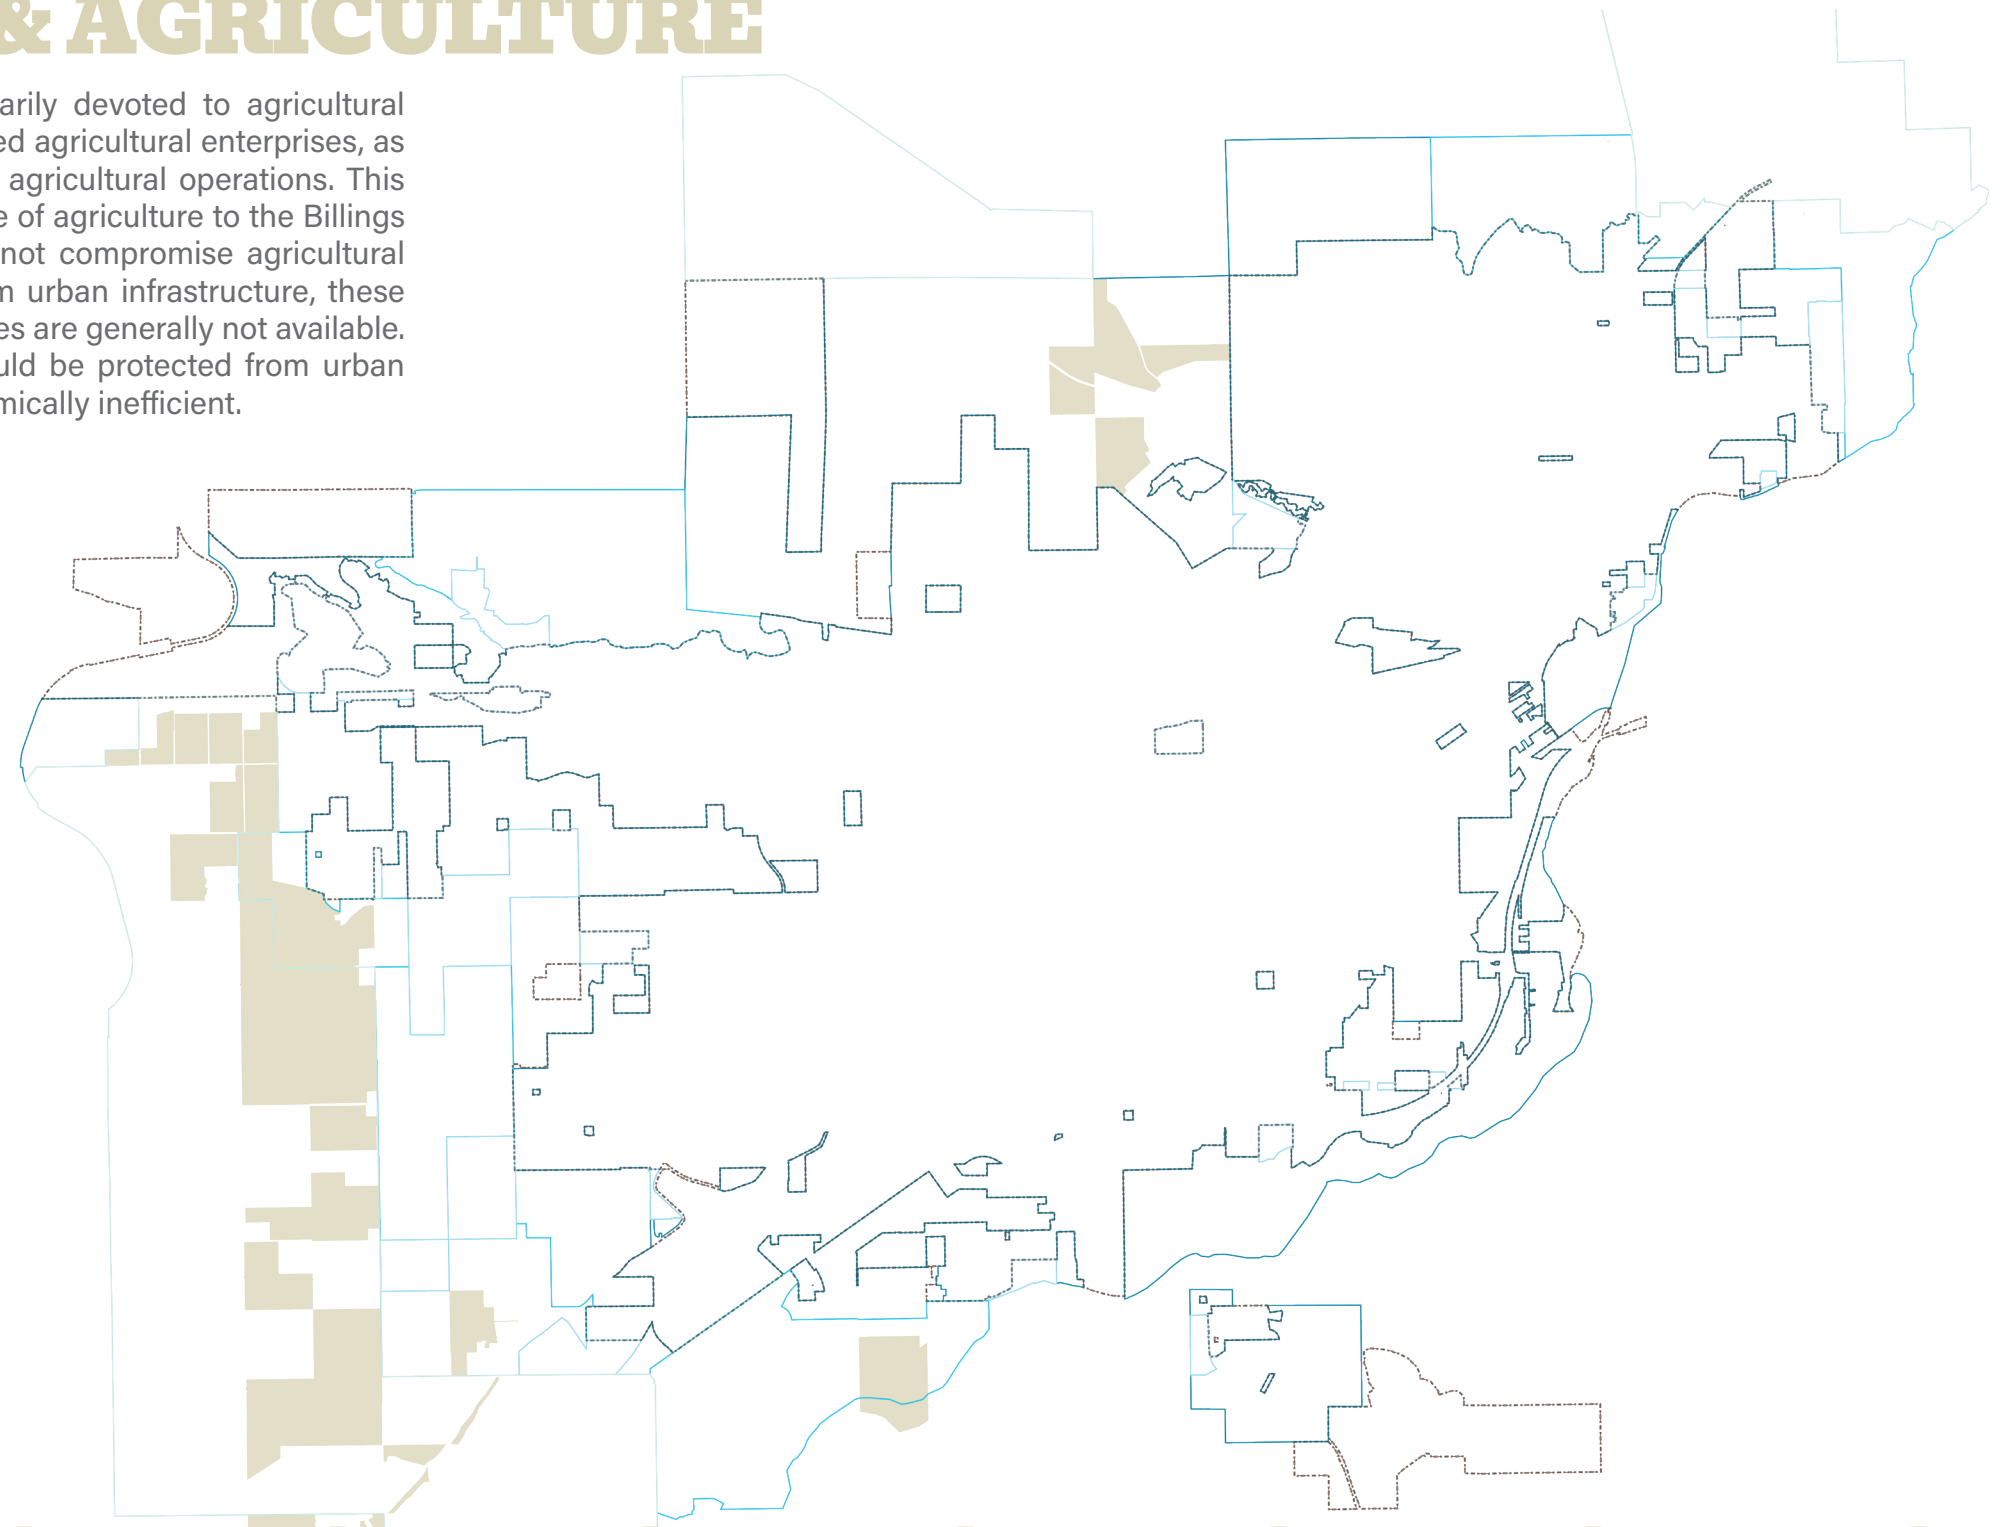 & AGRICULTURE
arily devoted to agricultural
ed agricultural enterprises, as
agricultural operations. This
e of agriculture to the Billings
not compromise agricultural
n urban infrastructure, these
es are generally not available.
uld be protected from urban
mically inefficient.